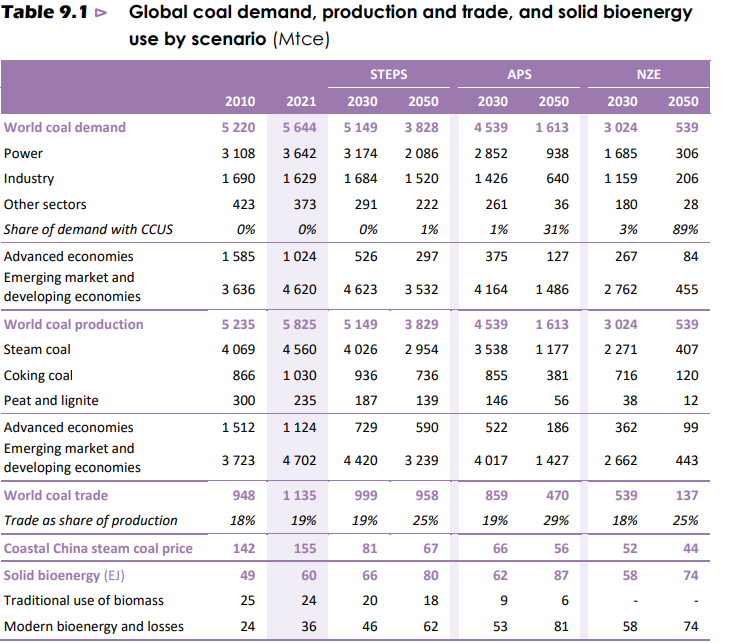 Table 9.1 ▷ Global coal demand, production and trade, and solid bioenergy
use by scenario (Mtce)
STEPS APS NZE
2010 2021 2030 2050 2030 2050 2030 2050
World coal demand 5 220 5 644 5 149 3 828 4 539 1 613 3 024 539
Power 3 108 3 642 3 174 2 086 2 852 938 1 685 306
Industry 1 690 1 629 1 684 1 520 1 426 640 1 159 206
Other sectors 423 373 291 222 261 36 180 28
Share of demand with CCUS 0% 0% 0% 1% 1% 31% 3% 89%
Advanced economies 1 585 1 024 526 297 375 127 267 84
Emerging market and
developing economies 3 636 4 620 4 623 3 532 4 164 1 486 2 762 455
World coal production 5 235 5 825 5 149 3 829 4 539 1 613 3 024 539
Steam coal 4 069 4 560 4 026 2 954 3 538 1 177 2 271 407
Coking coal 866 1 030 936 736 855 381 716 120
Peat and lignite 300 235 187 139 146 56 38 12
Advanced economies 1 512 1 124 729 590 522 186 362 99
Emerging market and
developing economies 3 723 4 702 4 420 3 239 4 017 1 427 2 662 443
World coal trade 948 1 135 999 958 859 470 539 137
Trade as share of production 18% 19% 19% 25% 19% 29% 18% 25%
Coastal China steam coal price 142 155 81 67 66 56 52 44
Solid bioenergy (EJ) 49 60 66 80 62 87 58 74
Traditional use of biomass 25 24 20 18 9 6 - -
Modern bioenergy and losses 24 36 46 62 53 81 58 74